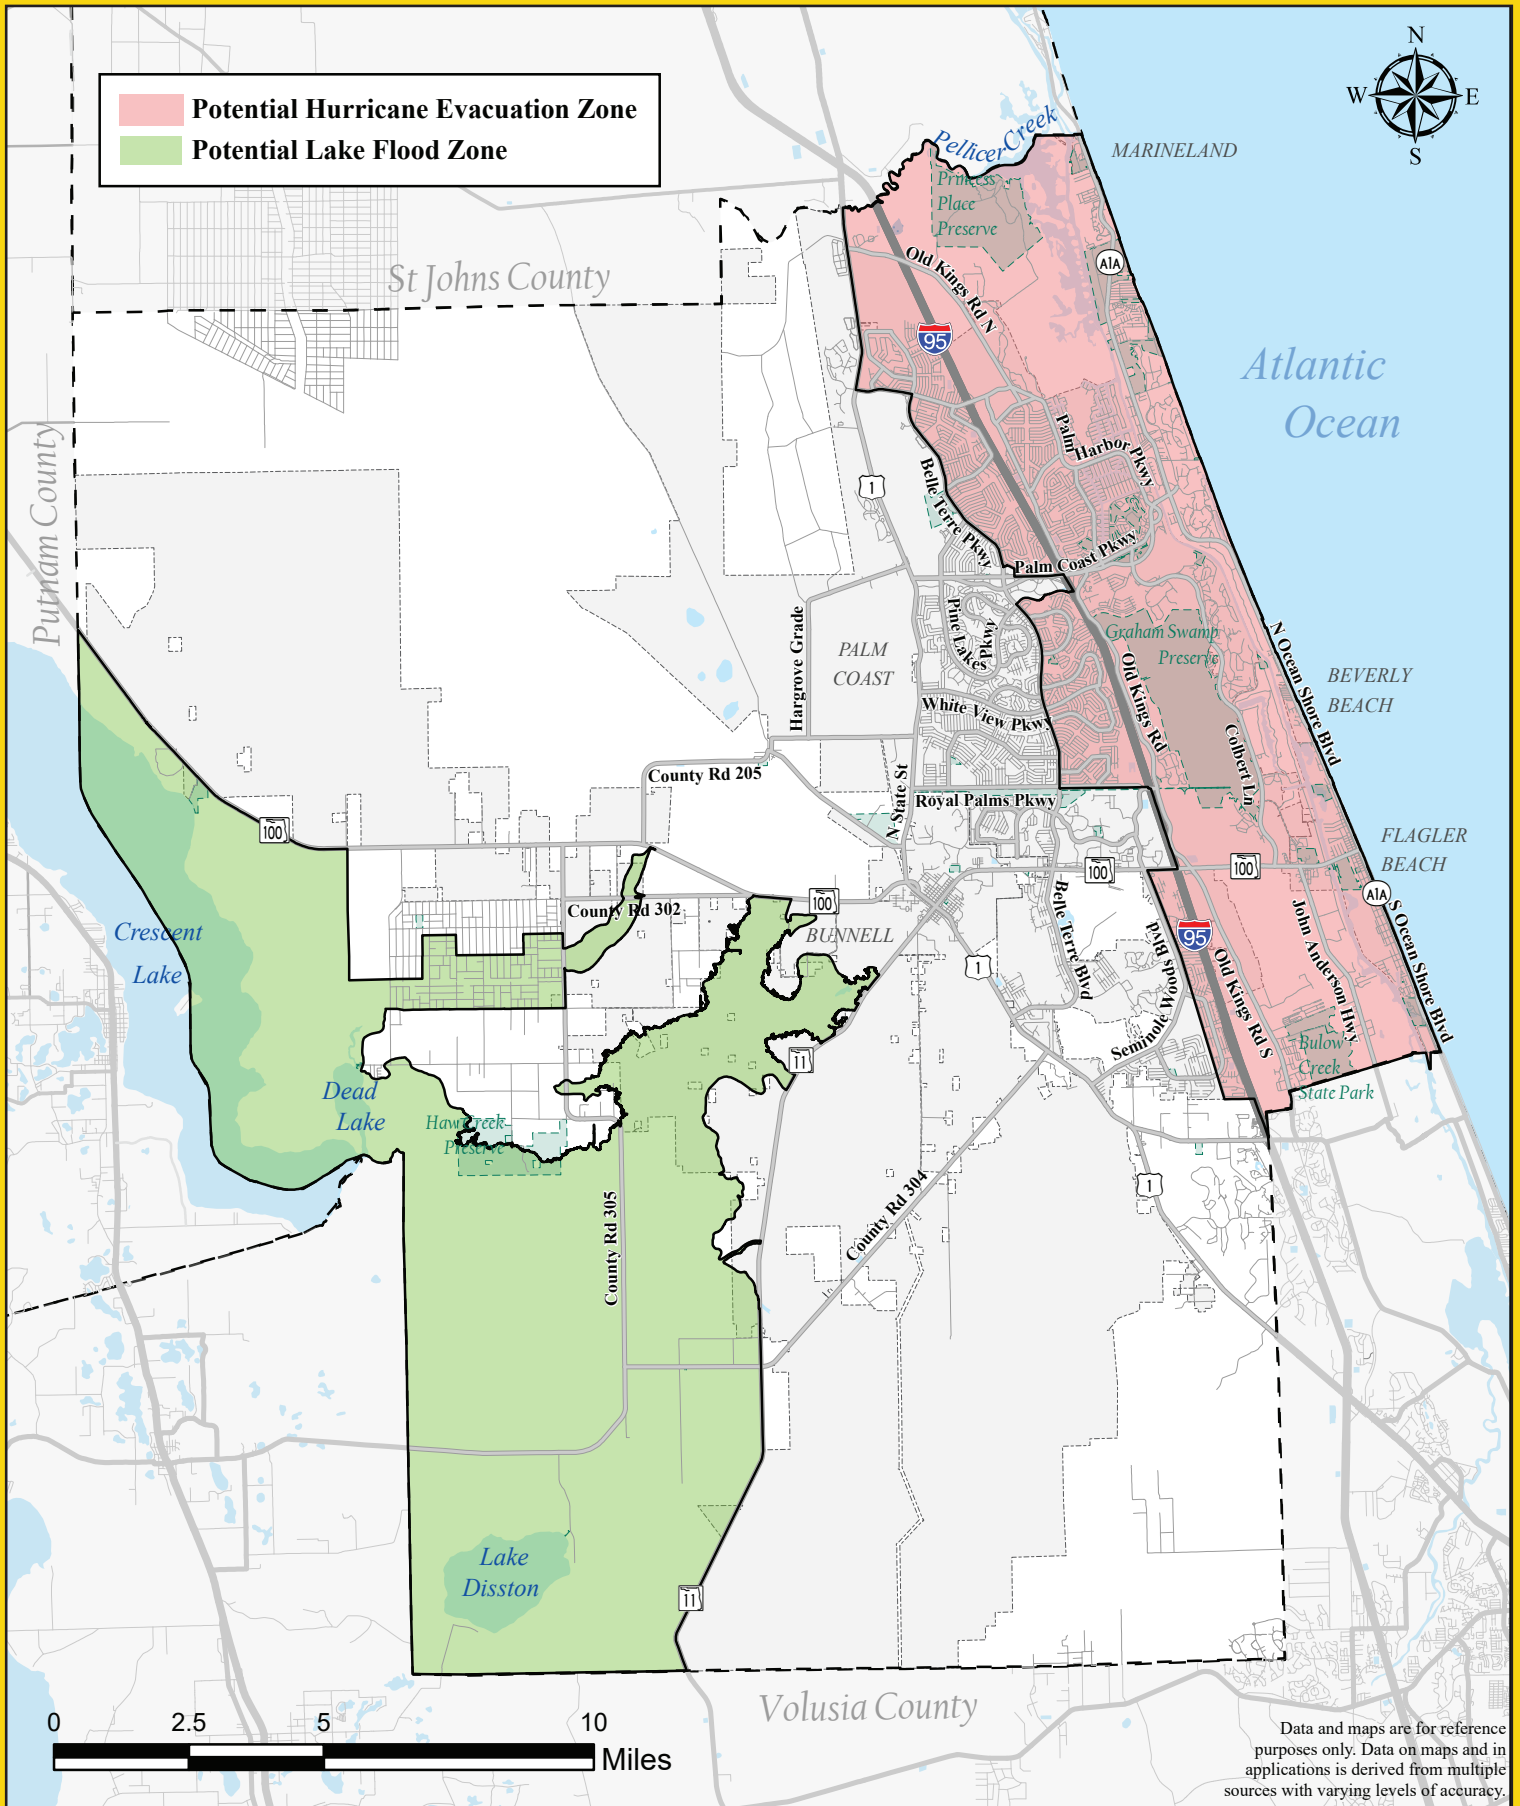 N
W E
S
Potential Hurricane Evacuation Zone
Potential Lake Flood Zone
Pellicer Creek
MARINELAND
Princess
Place
Preserve
St Johns County
Old Kings Rd N
A1A
95
Atlantic
Ocean
Putnam County
Palm Harbor Pkwy
1
Belle Terre Pkwy
Palm Coast Pkwy
Hargrove Grade
Pine Lakes Pkwy
PALM
COAST
Graham Swamp
Preserve
N Ocean Shore Blvd
BEVERLY
BEACH
Old Kings Rd
White View Pkwy
Colbert Ln
County Rd 205
N State St
Royal Palms Pkwy
100
FLAGLER
BEACH
100
100
100
A1A
County Rd 302
BUNNELL
Belle Terre Blvd
Seminole Woods Blvd
95
John Anderson Hwy
S Ocean Shore Blvd
Crescent
Lake
1
Old Kings Rd S
11
Bulow
Creek
State Park
Dead
Lake
Haw Creek
Preserve
County Rd 305
County Rd 304
1
Lake
Disston
11
Volusia County
0 2.5 5 10
Miles
Data and maps are for reference
purposes only. Data on maps and in
applications is derived from multiple
sources with varying levels of accuracy.